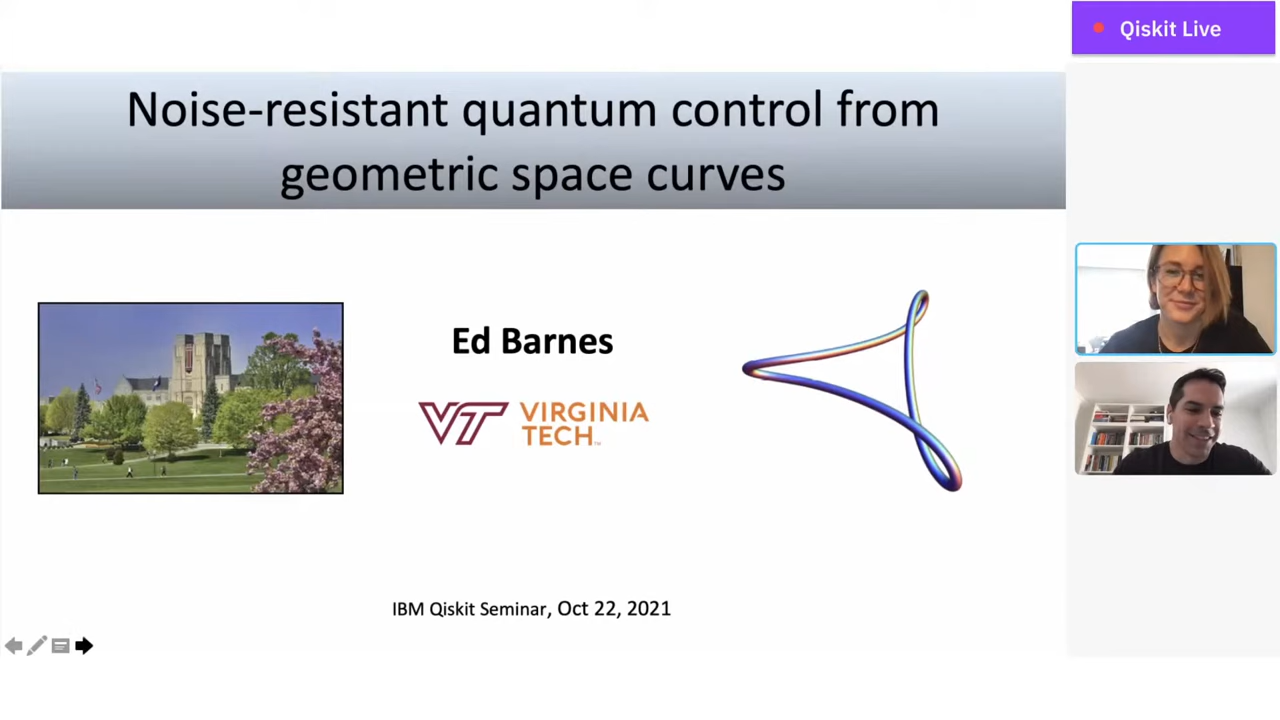 Qiskit Live
Noise-resistant quantum control from
geometric space curves
Ed Barnes
VT VIRGINIA
TECH™
IBM Qiskit Seminar, Oct 22, 2021